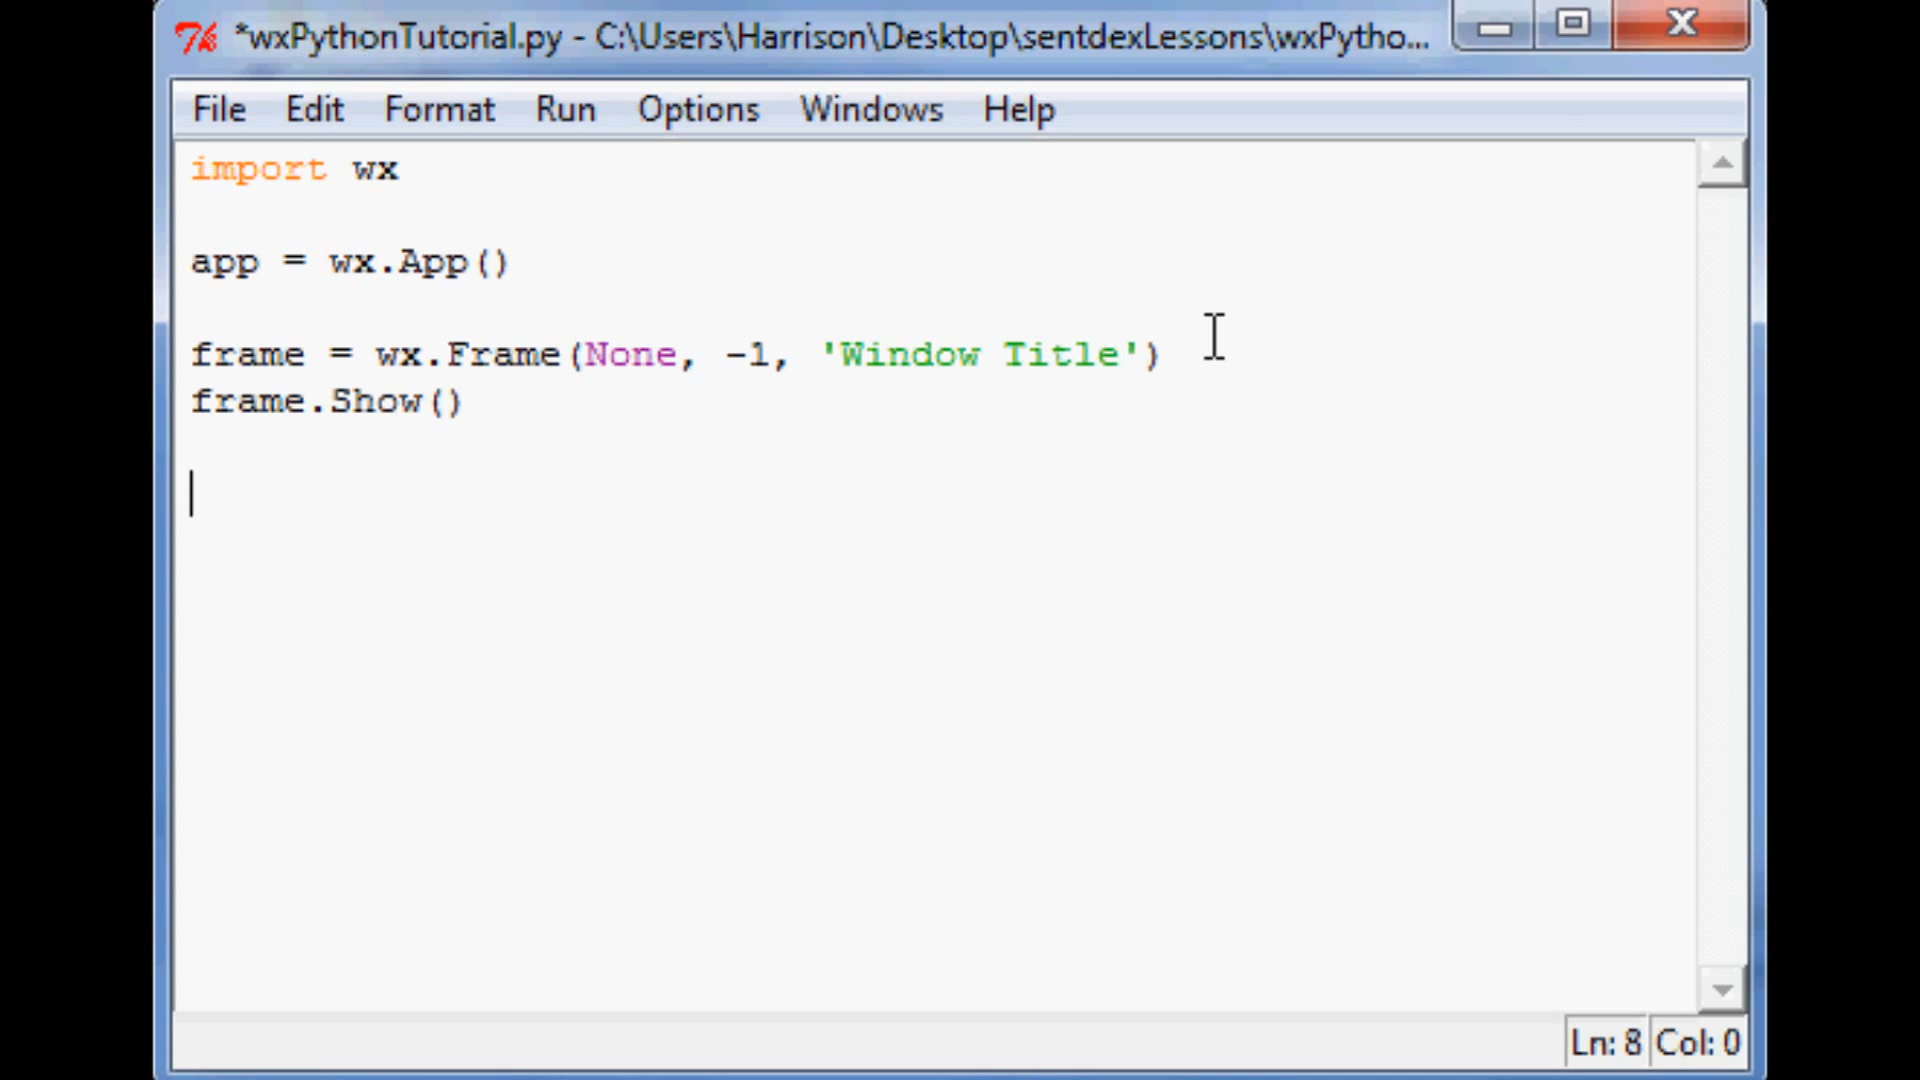 *wxPythonTutorial.py - C:\Users\Harrison\Desktop\sentdexLessons\wxPytho...
File Edit Format Run Options Windows Help
import wx
app = wx.App()
frame = wx.Frame(None, -1, 'Window Title')
frame.Show()
Ln: 8 Col: 0